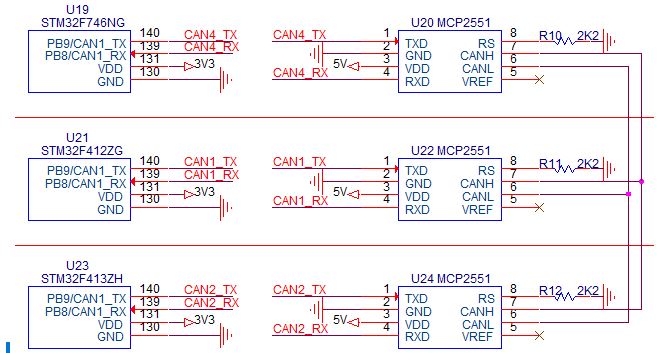 U19
STM32F746NG
PB9/CAN1_TX 140 CAN4_TX
PB8/CAN1_RX 139 CAN4_RX
VDD 131 3V3
GND 130
U20 MCP2551
CAN4_TX 1 TXD RS 8 R10 2K2
2 GND CANH 7
5V 3 VDD CANL 6
CAN4_RX 4 RXD VREF 5
U21
STM32F412ZG
PB9/CAN1_TX 140 CAN1_TX
PB8/CAN1_RX 139 CAN1_RX
VDD 131 3V3
GND 130
U22 MCP2551
CAN1_TX 1 TXD RS 8 R11 2K2
2 GND CANH 7
5V 3 VDD CANL 6
CAN1_RX 4 RXD VREF 5
U23
STM32F413ZH
PB9/CAN1_TX 140 CAN2_TX
PB8/CAN1_RX 139 CAN2_RX
VDD 131 3V3
GND 130
U24 MCP2551
CAN2_TX 1 TXD RS 8 R12 2K2
2 GND CANH 7
5V 3 VDD CANL 6
CAN2_RX 4 RXD VREF 5